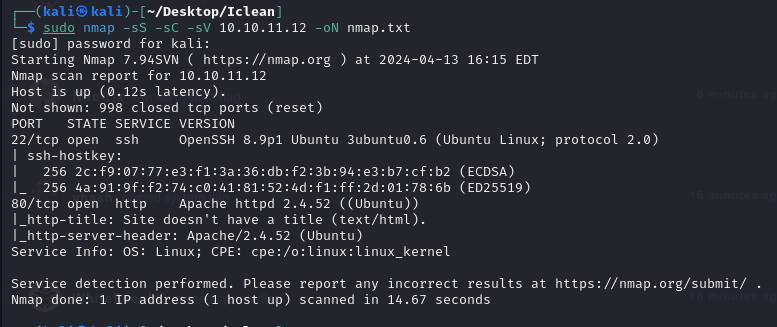 ┌──(kali㉿kali)-[~/Desktop/Iclean]
└─$ sudo nmap -sS -sC -sV 10.10.11.12 -oN nmap.txt
[sudo] password for kali:
Starting Nmap 7.94SVN ( https://nmap.org ) at 2024-04-13 16:15 EDT
Nmap scan report for 10.10.11.12
Host is up (0.12s latency).
Not shown: 998 closed tcp ports (reset)
PORT   STATE SERVICE VERSION
22/tcp open  ssh     OpenSSH 8.9p1 Ubuntu 3ubuntu0.6 (Ubuntu Linux; protocol 2.0)
| ssh-hostkey:
|   256 2c:f9:07:77:e3:f1:3a:36:db:f2:3b:94:e3:b7:cf:b2 (ECDSA)
|_  256 4a:91:9f:f2:74:c0:41:81:52:4d:f1:ff:2d:01:78:6b (ED25519)
80/tcp open  http    Apache httpd 2.4.52 ((Ubuntu))
|_http-title: Site doesn't have a title (text/html).
|_http-server-header: Apache/2.4.52 (Ubuntu)
Service Info: OS: Linux; CPE: cpe:/o:linux:linux_kernel

Service detection performed. Please report any incorrect results at https://nmap.org/submit/ .
Nmap done: 1 IP address (1 host up) scanned in 14.67 seconds